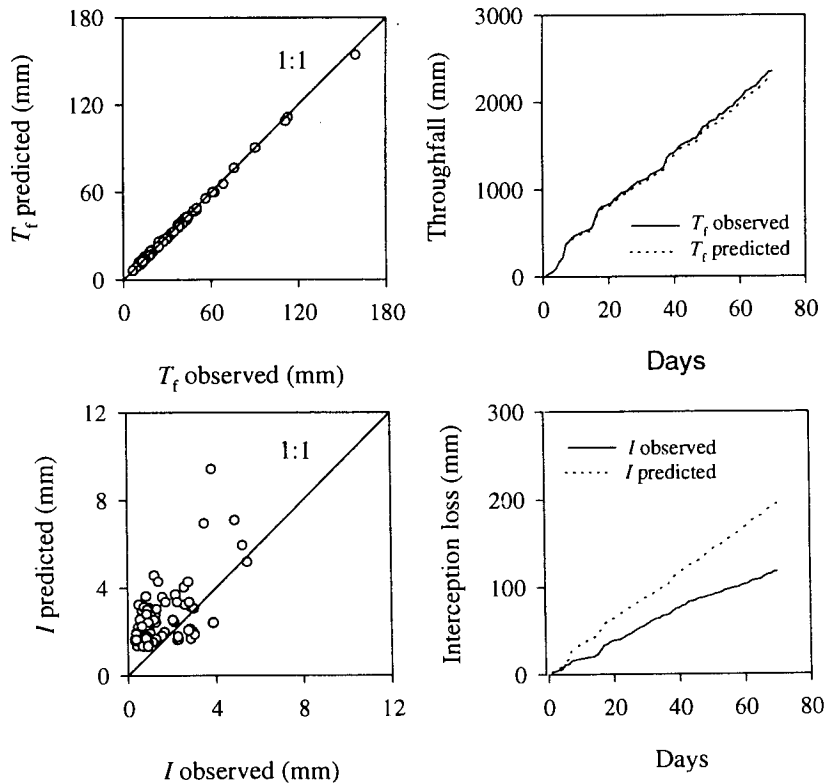 T_f predicted (mm)
180
120
60
0
1:1
0 60 120 180
T_f observed (mm)
Throughfall (mm)
3000
2000
1000
0
T_f observed
T_f predicted
0 20 40 60 80
Days
I predicted (mm)
12
8
4
0
1:1
0 4 8 12
I observed (mm)
Interception loss (mm)
300
200
100
0
I observed
I predicted
0 20 40 60 80
Days